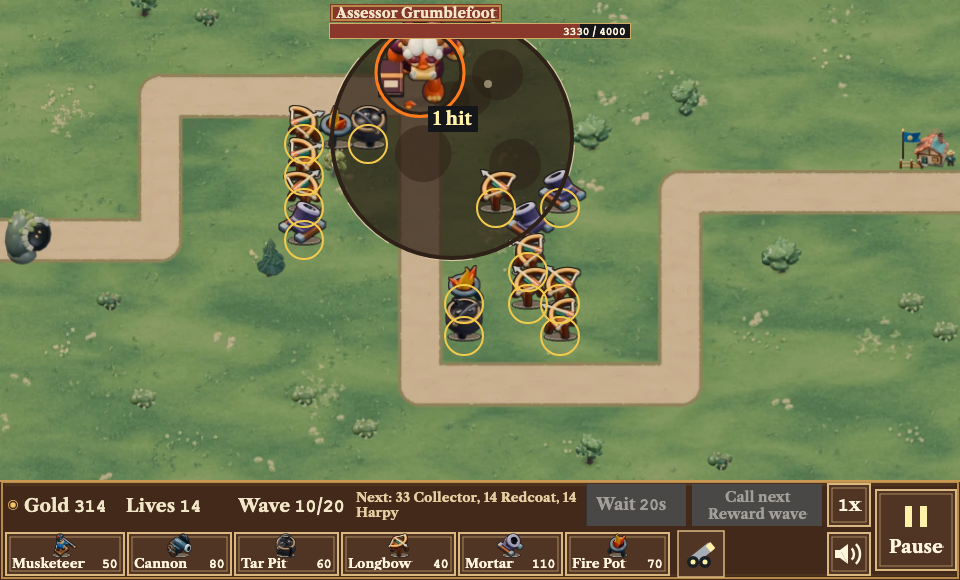 Assessor Grumblefoot
3330 / 4000
1 hit
Gold 314
Lives 14
Wave 10/20
Next: 33 Collector, 14 Redcoat, 14
Harpy
Wait 20s
Call next
Reward wave
1x
Pause
Musketeer 50
Cannon 80
Tar Pit 60
Longbow 40
Mortar 110
Fire Pot 70